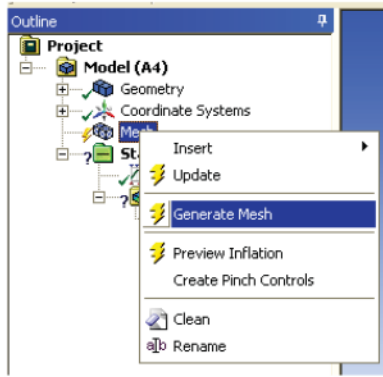 Outline
Project
Model (A4)
Geometry
Coordinate Systems
Mesh
Insert
St
Update
?
?
Generate Mesh
Preview Inflation
Create Pinch Controls
Clean
a|b Rename